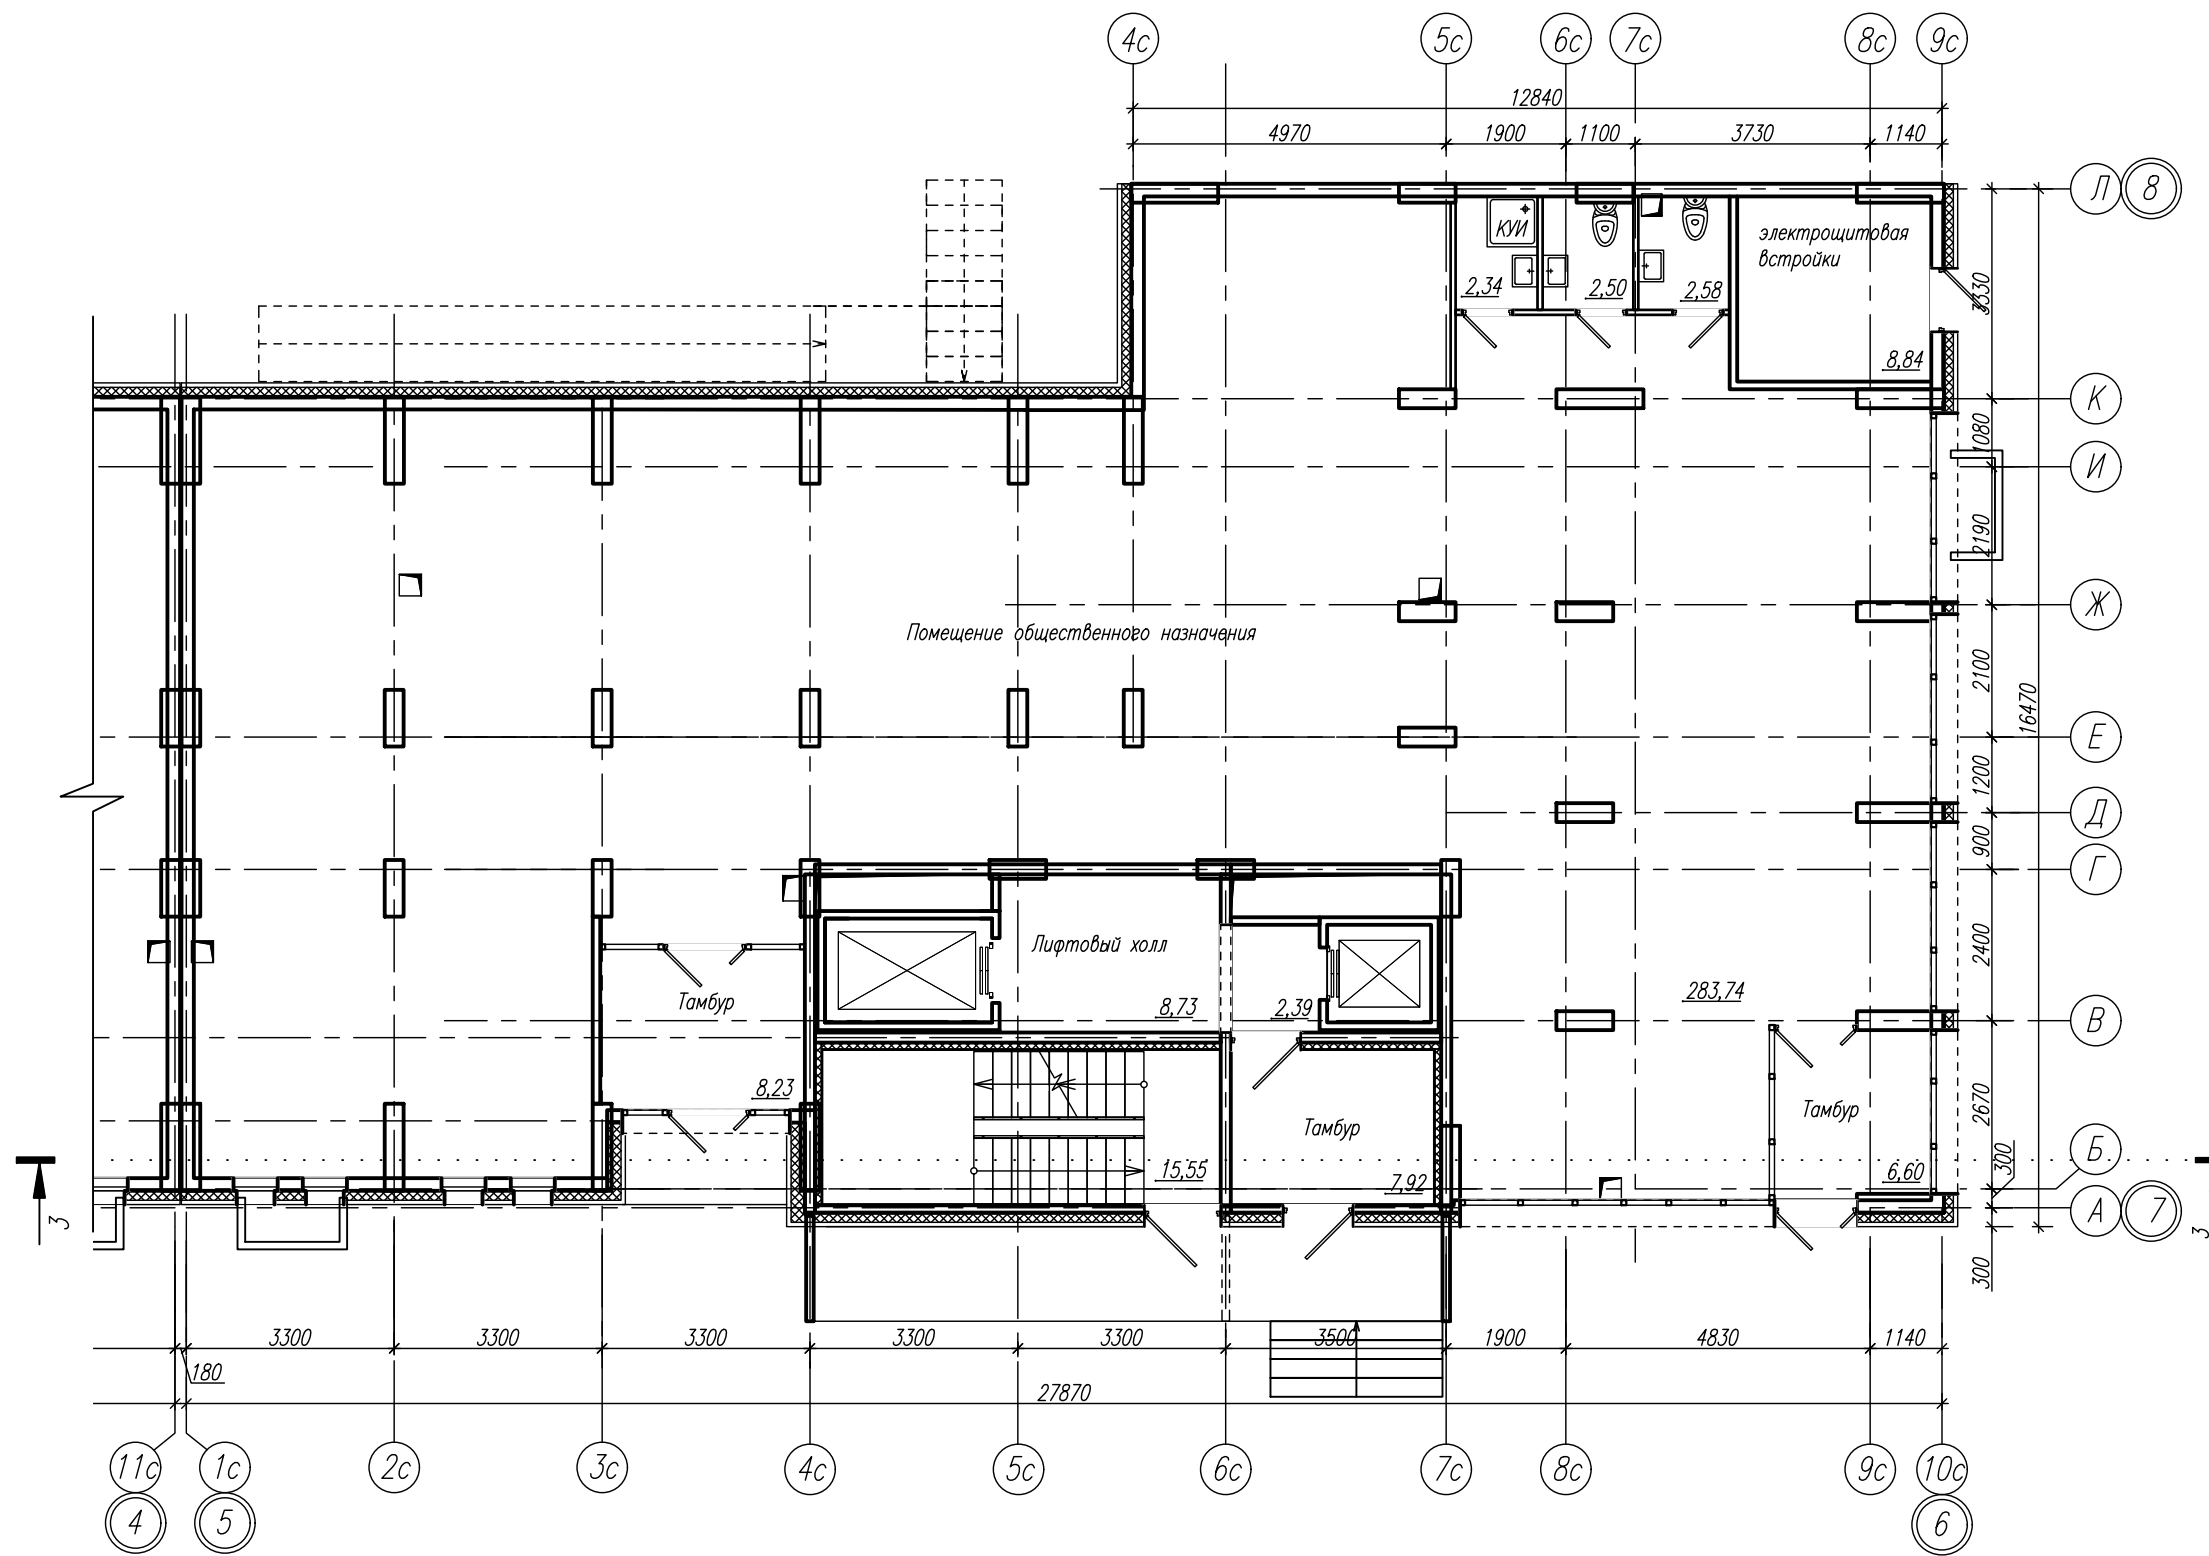 4с 5с 6с 7с 8с 9с
12840
4970 1900 1100 3730 1140
Л 8
КУИ
электрощитовая
встройки
2,34 2,50 2,58
8,84
3330
К
1080
И
2190
Ж
Помещение общественного назначения
2100
16470
Е
1200
Д
900
Г
Лифтовый холл
2400
Тамбур
8,73 2,39
283,74
В
8,23
Тамбур
Тамбур
2670
Б
300
15,55
7,92
6,60
А 7
3
3
300
3300 3300 3300 3300 3300 3500 1900 4830 1140
180
27870
11с 1с 2с 3с 4с 5с 6с 7с 8с 9с 10с
4 5 6